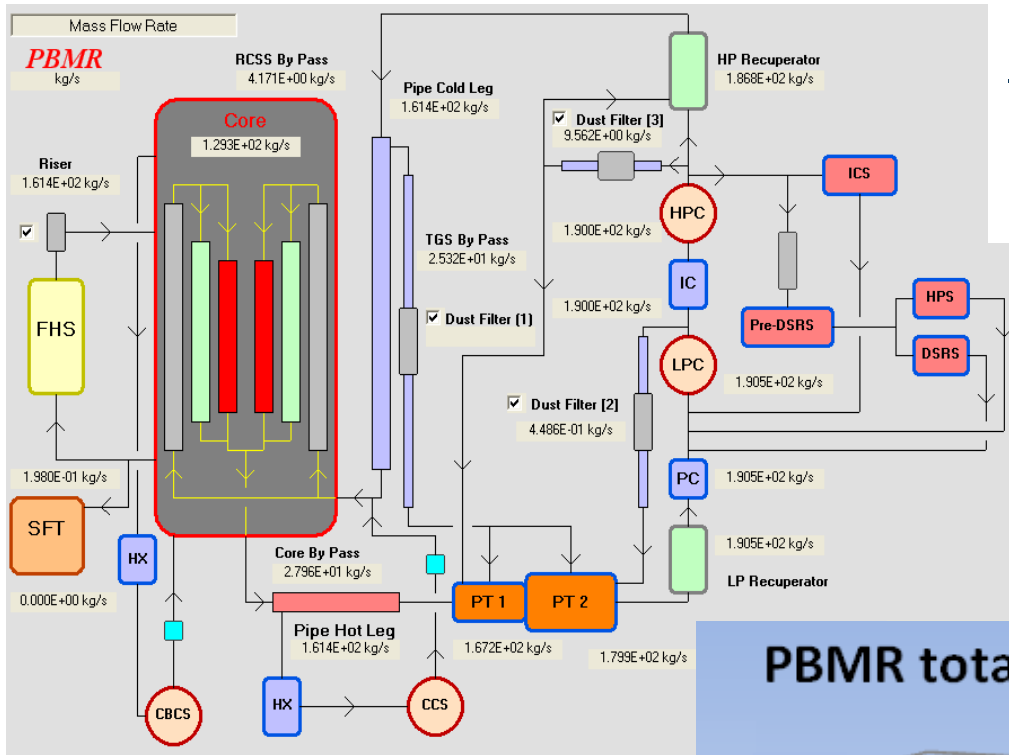 Mass Flow Rate
PBMR
kg/s
RCSS By Pass
4.171E+00 kg/s
Pipe Cold Leg
1.614E+02 kg/s
HP Recuperator
1.868E+02 kg/s
Core
1.293E+02 kg/s
Dust Filter [3]
9.562E+00 kg/s
Riser
1.614E+02 kg/s
ICS
HPC
1.900E+02 kg/s
TGS By Pass
2.532E+01 kg/s
IC
1.900E+02 kg/s
HPS
FHS
Dust Filter [1]
Pre-DSRS
DSRS
LPC
1.905E+02 kg/s
Dust Filter [2]
4.486E-01 kg/s
1.980E-01 kg/s
PC
1.905E+02 kg/s
SFT
HX
1.905E+02 kg/s
Core By Pass
2.796E+01 kg/s
LP Recuperator
0.000E+00 kg/s
PT 1
PT 2
Pipe Hot Leg
1.614E+02 kg/s
1.672E+02 kg/s
1.799E+02 kg/s
HX
CCS
CBCS
PBMR tota